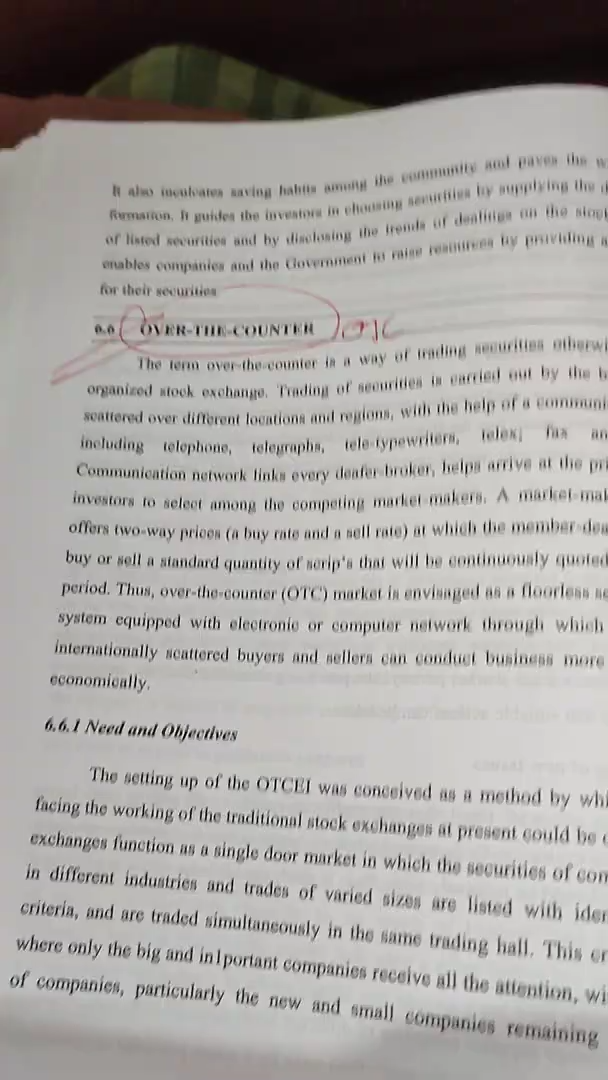 It also inculcates saving habits among the community and paves the
formation. It guides the investors in choosing securities by supplying the
of listed securities and by disclosing the trends of dealings on the
enables companies and the Government to raise resources by providing a
for their securities
6.6 OVER-THE-COUNTER OTC
The term over-the-counter is a way of trading securities otherwi
organized stock exchange. Trading of securities is carried out by the b
scattered over different locations and regions, with the help of a communi
including telephone, telegraphs, tele-typewriters, telex; fax an
Communication network links every deafer-broker, helps arrive at the pri
investors to select among the competing market-makers. A market-mak
offers two-way prices (a buy rate and a sell rate) at which the member-dea
buy or sell a standard quantity of scrip's that will be continuously quoted
period. Thus, over-the-counter (OTC) market is envisaged as a floorless se
system equipped with electronic or computer network through which
internationally scattered buyers and sellers can conduct business more
economically.
6.6.1 Need and Objectives
The setting up of the OTCEI was conceived as a method by whi
facing the working of the traditional stock exchanges at present could be
exchanges function as a single door market in which the securities of com
in different industries and trades of varied sizes are listed with iden
criteria, and are traded simultaneously in the same trading hall. This
where only the big and in1portant companies receive all the attention, wi
of companies, particularly the new and small companies remaining